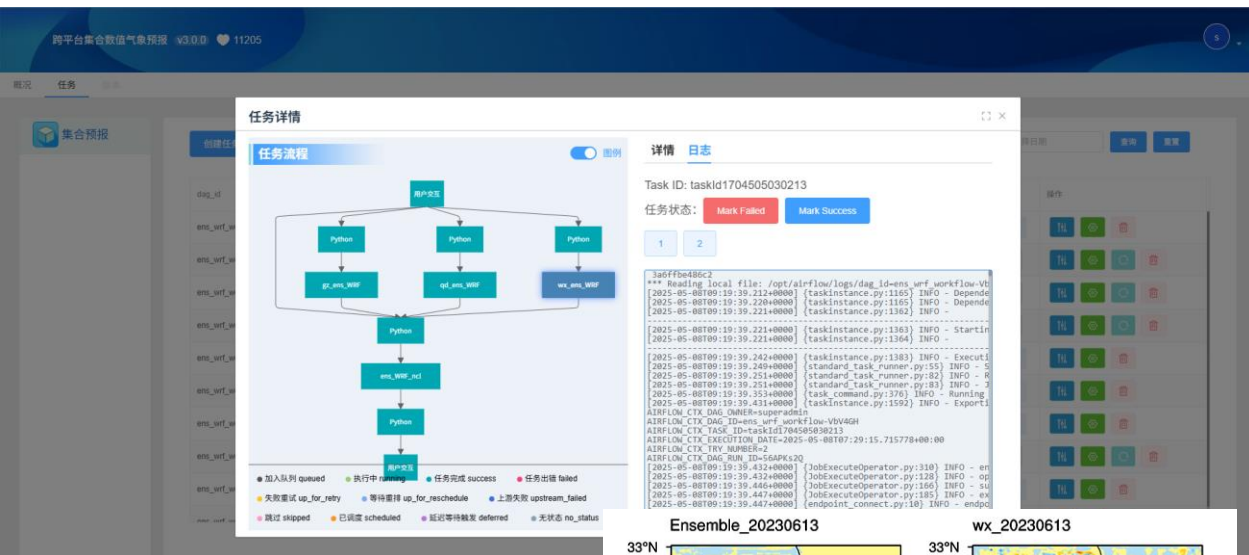 跨平台集合数值气象预报 v3.0.0 11205
s
概况 任务
集合预报
创建任
任务详情
任务流程
图例
用户交互
Python Python Python
gz_ens_WRF qd_ens_WRF wx_ens_WRF
Python
ens_WRF_ncl
Python
用户交互
加入队列 queued 执行中 running 任务完成 success 任务出错 failed
失败重试 up_for_retry 等待重排 up_for_reschedule 上游失败 upstream_failed
跳过 skipped 已调度 scheduled 延迟等待触发 deferred 无状态 no_status
详情 日志
Task ID: taskId1704505030213
任务状态: Mark Failed Mark Success
1 2
3a6ffbe486c2
*** Reading local file: /opt/airflow/logs/dag_id=ens_wrf_workflow-Vb
[2025-05-08T09:19:39.212+0000] {taskinstance.py:1165} INFO - Depende
[2025-05-08T09:19:39.220+0000] {taskinstance.py:1165} INFO - Depende
[2025-05-08T09:19:39.221+0000] {taskinstance.py:1362} INFO -
[2025-05-08T09:19:39.221+0000] {taskinstance.py:1363} INFO - Startin
[2025-05-08T09:19:39.221+0000] {taskinstance.py:1364} INFO -
[2025-05-08T09:19:39.242+0000] {taskinstance.py:1383} INFO - Executi
[2025-05-08T09:19:39.249+0000] {standard_task_runner.py:55} INFO - S
[2025-05-08T09:19:39.251+0000] {standard_task_runner.py:82} INFO - R
[2025-05-08T09:19:39.251+0000] {standard_task_runner.py:83} INFO - J
[2025-05-08T09:19:39.353+0000] {task_command.py:376} INFO - Running
[2025-05-08T09:19:39.431+0000] {taskinstance.py:1592} INFO - Exporti
AIRFLOW_CTX_DAG_OWNER=superadmin
AIRFLOW_CTX_DAG_ID=ens_wrf_workflow-VbV4GH
AIRFLOW_CTX_TASK_ID=taskId1704505030213
AIRFLOW_CTX_EXECUTION_DATE=2025-05-08T07:29:15.715778+00:00
AIRFLOW_CTX_TRY_NUMBER=2
AIRFLOW_CTX_DAG_RUN_ID=56APKs2Q
[2025-05-08T09:19:39.432+0000] {JobExecuteOperator.py:310} INFO - en
[2025-05-08T09:19:39.432+0000] {JobExecuteOperator.py:128} INFO - op
[2025-05-08T09:19:39.446+0000] {JobExecuteOperator.py:166} INFO - su
[2025-05-08T09:19:39.447+0000] {JobExecuteOperator.py:185} INFO - ex
[2025-05-08T09:19:39.447+0000] {endpoint_connect.py:10} INFO - endpo
择日期 查询 重置
dag_id
操作
ens_wrf_w
ens_wrf_w
ens_wrf_w
ens_wrf_w
ens_wrf_w
ens_wrf_w
ens_wrf_w
ens_wrf_w
ens_wrf_w
Ensemble_20230613 wx_20230613
33°N 33°N